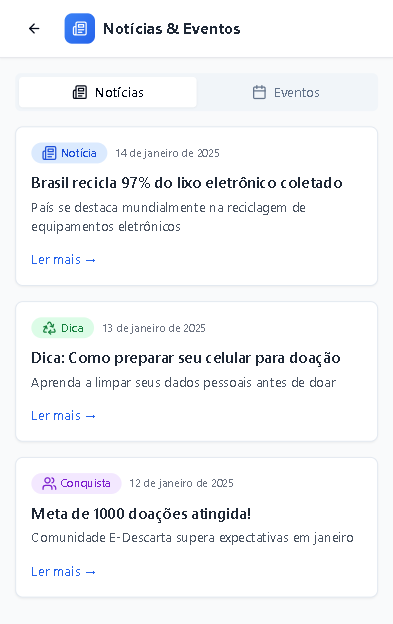 Notícias & Eventos
Notícias
Eventos
Notícia 14 de janeiro de 2025
Brasil recicla 97% do lixo eletrônico coletado
País se destaca mundialmente na reciclagem de
equipamentos eletrônicos
Ler mais →
Dica 13 de janeiro de 2025
Dica: Como preparar seu celular para doação
Aprenda a limpar seus dados pessoais antes de doar
Ler mais →
Conquista 12 de janeiro de 2025
Meta de 1000 doações atingida!
Comunidade E-Descarta supera expectativas em janeiro
Ler mais →